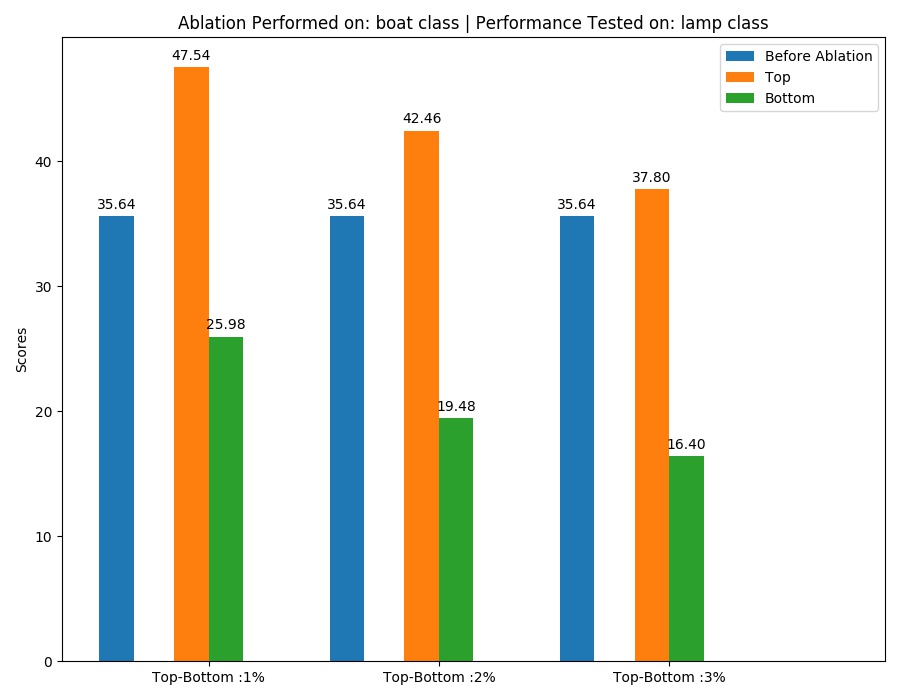 Ablation Performed on: boat class | Performance Tested on: lamp class
Before Ablation
Top
Bottom
Scores
40
30
20
10
0
35.64
47.54
25.98
35.64
42.46
19.48
35.64
37.80
16.40
Top-Bottom :1%
Top-Bottom :2%
Top-Bottom :3%